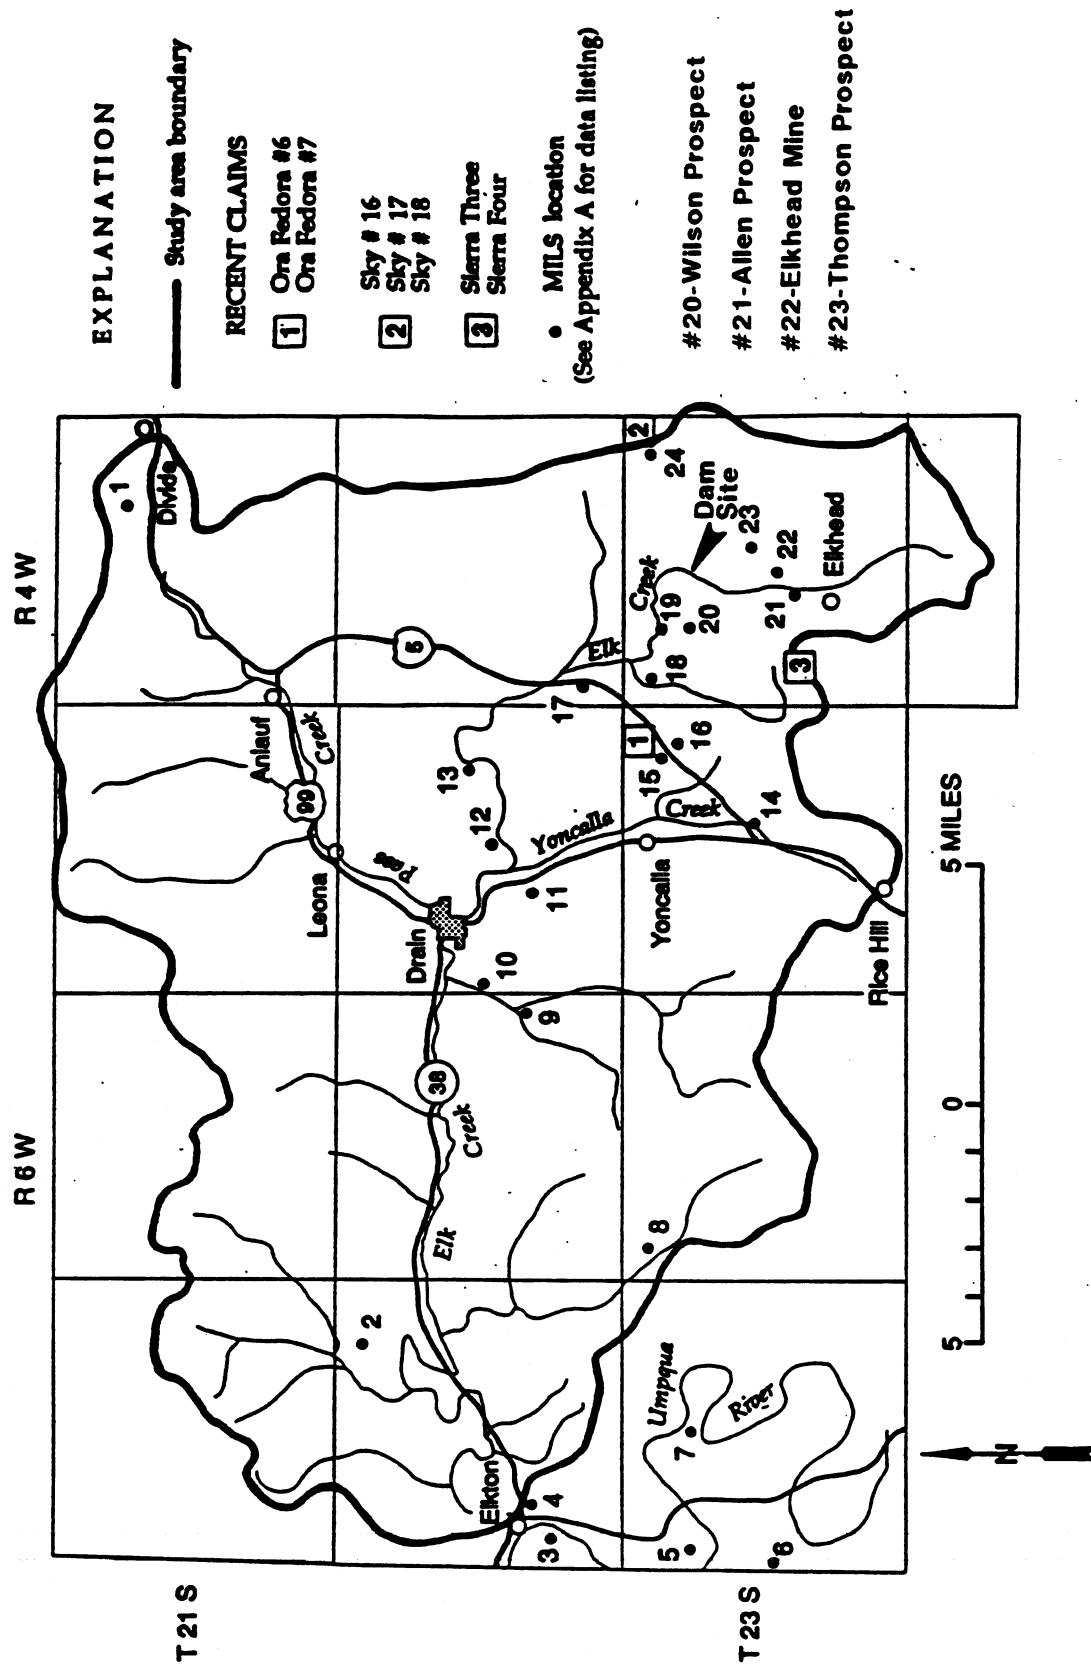 EXPLANATION
Study area boundary
RECENT CLAIMS
1 Ora Fedora #6
Ora Fedora #7
Sky # 16
2 Sky # 17
Sky # 18
3 Sierra Three
Sierra Four
MILS location
(See Appendix A for data listing)
#20-Wilson Prospect
#21-Allen Prospect
#22-Elkhead Mine
#23-Thompson Prospect
R 6 W
R 4 W
T 21 S
T 23 S
1
Divide
Anlauf
Creek
99
5
Leona
Pass
2
Drain
13
12
Elk
17
38
Creek
Elk
10
11
9
Yoncalla
Creek
Elkton
4
3
Umpqua
River
7
5
6
8
Yoncalla
1
15
16
14
18
Creek
19
20
2
24
Dam
Site
23
22
21
Elkhead
3
Rice Hill
5 0 5 MILES
N